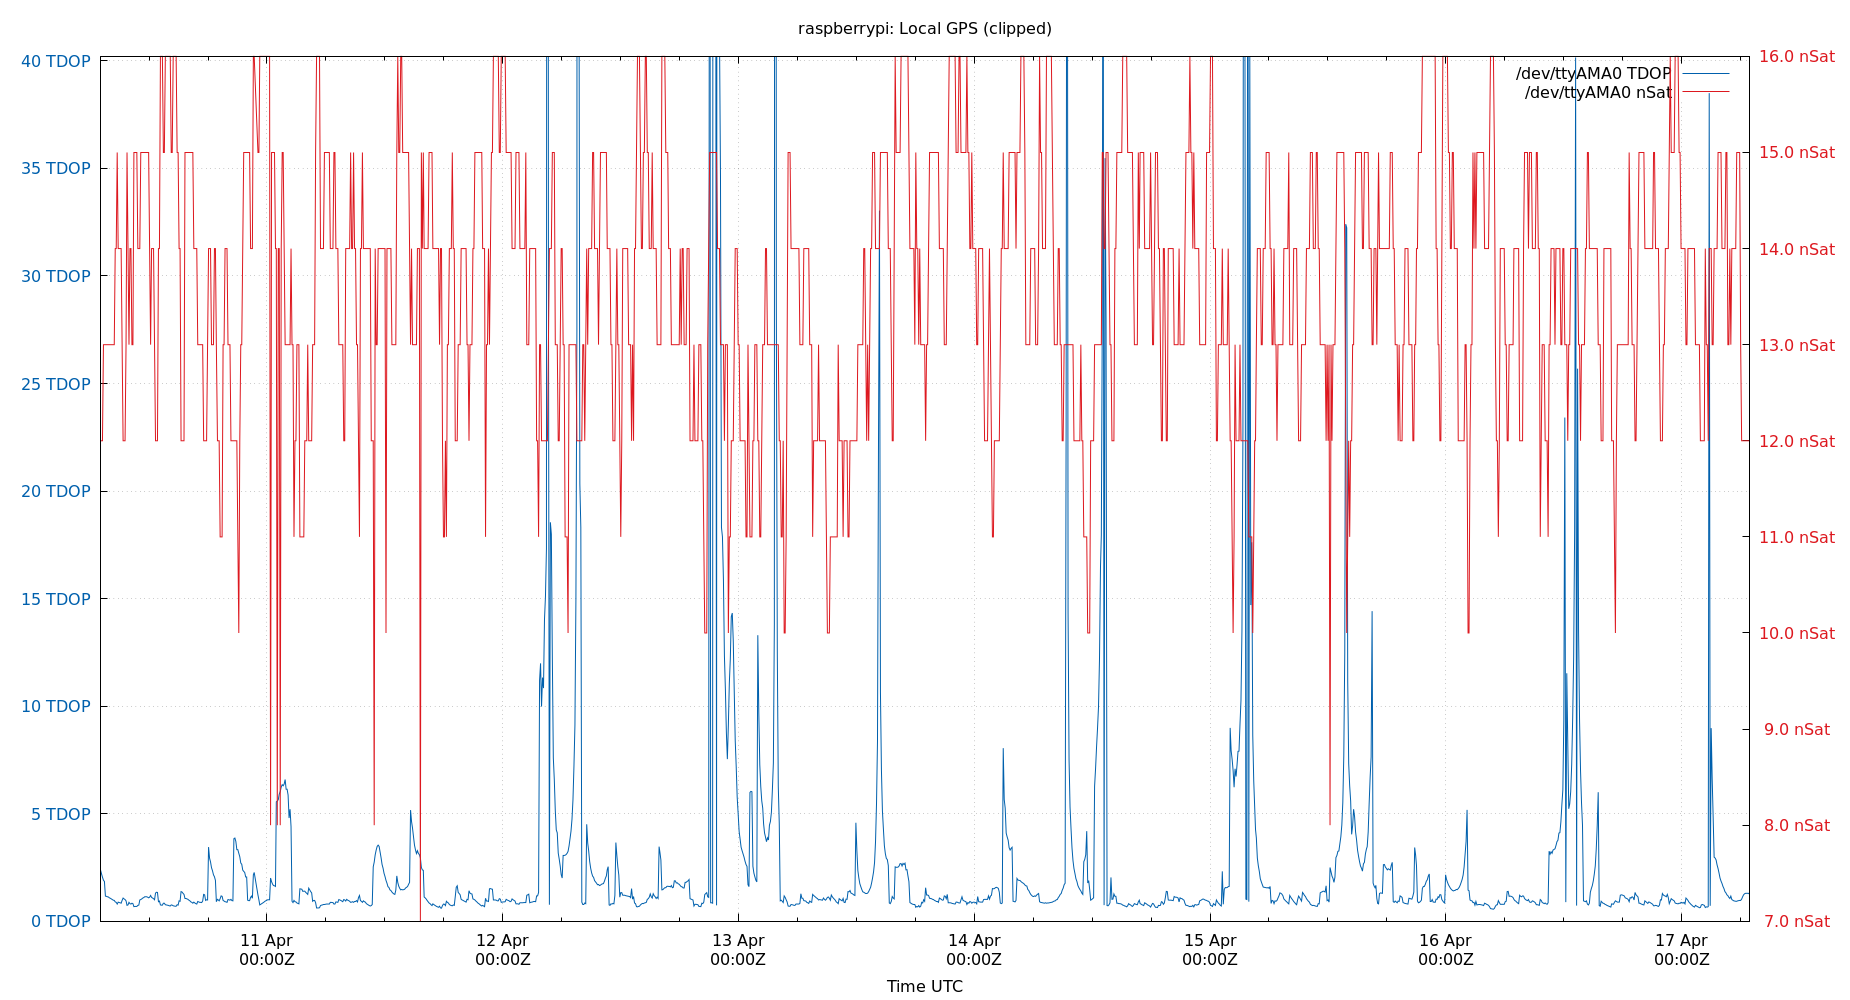 raspberrypi: Local GPS (clipped)
/dev/ttyAMA0 TDOP
/dev/ttyAMA0 nSat
40 TDOP
35 TDOP
30 TDOP
25 TDOP
20 TDOP
15 TDOP
10 TDOP
5 TDOP
0 TDOP
16.0 nSat
15.0 nSat
14.0 nSat
13.0 nSat
12.0 nSat
11.0 nSat
10.0 nSat
9.0 nSat
8.0 nSat
7.0 nSat
11 Apr
00:00Z
12 Apr
00:00Z
13 Apr
00:00Z
14 Apr
00:00Z
15 Apr
00:00Z
16 Apr
00:00Z
17 Apr
00:00Z
Time UTC